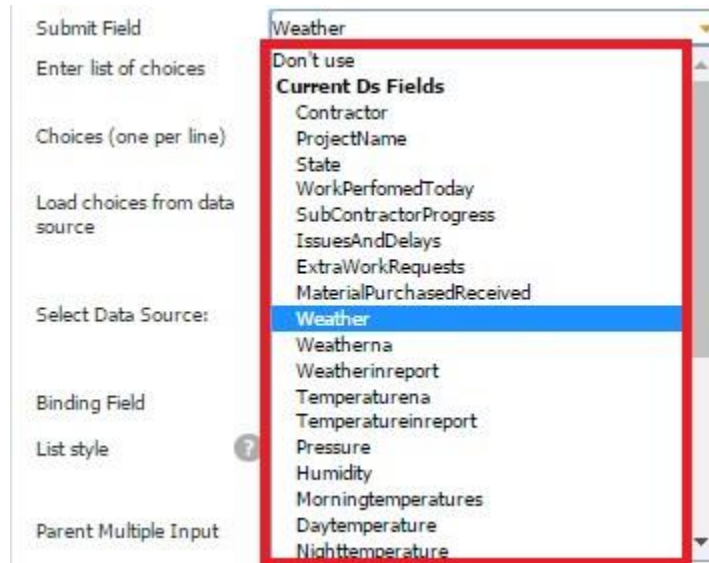 Submit Field
Weather
Enter list of choices
Choices (one per line)
Load choices from data
source
Select Data Source:
Binding Field
List style
?
Parent Multiple Input
Don't use
Current Ds Fields
Contractor
ProjectName
State
WorkPerfomedToday
SubContractorProgress
IssuesAndDelays
ExtraWorkRequests
MaterialPurchasedReceived
Weather
Weatherna
Weatherinreport
Temperaturena
Temperatureinreport
Pressure
Humidity
Morningtemperatures
Daytemperature
Nighttemperature